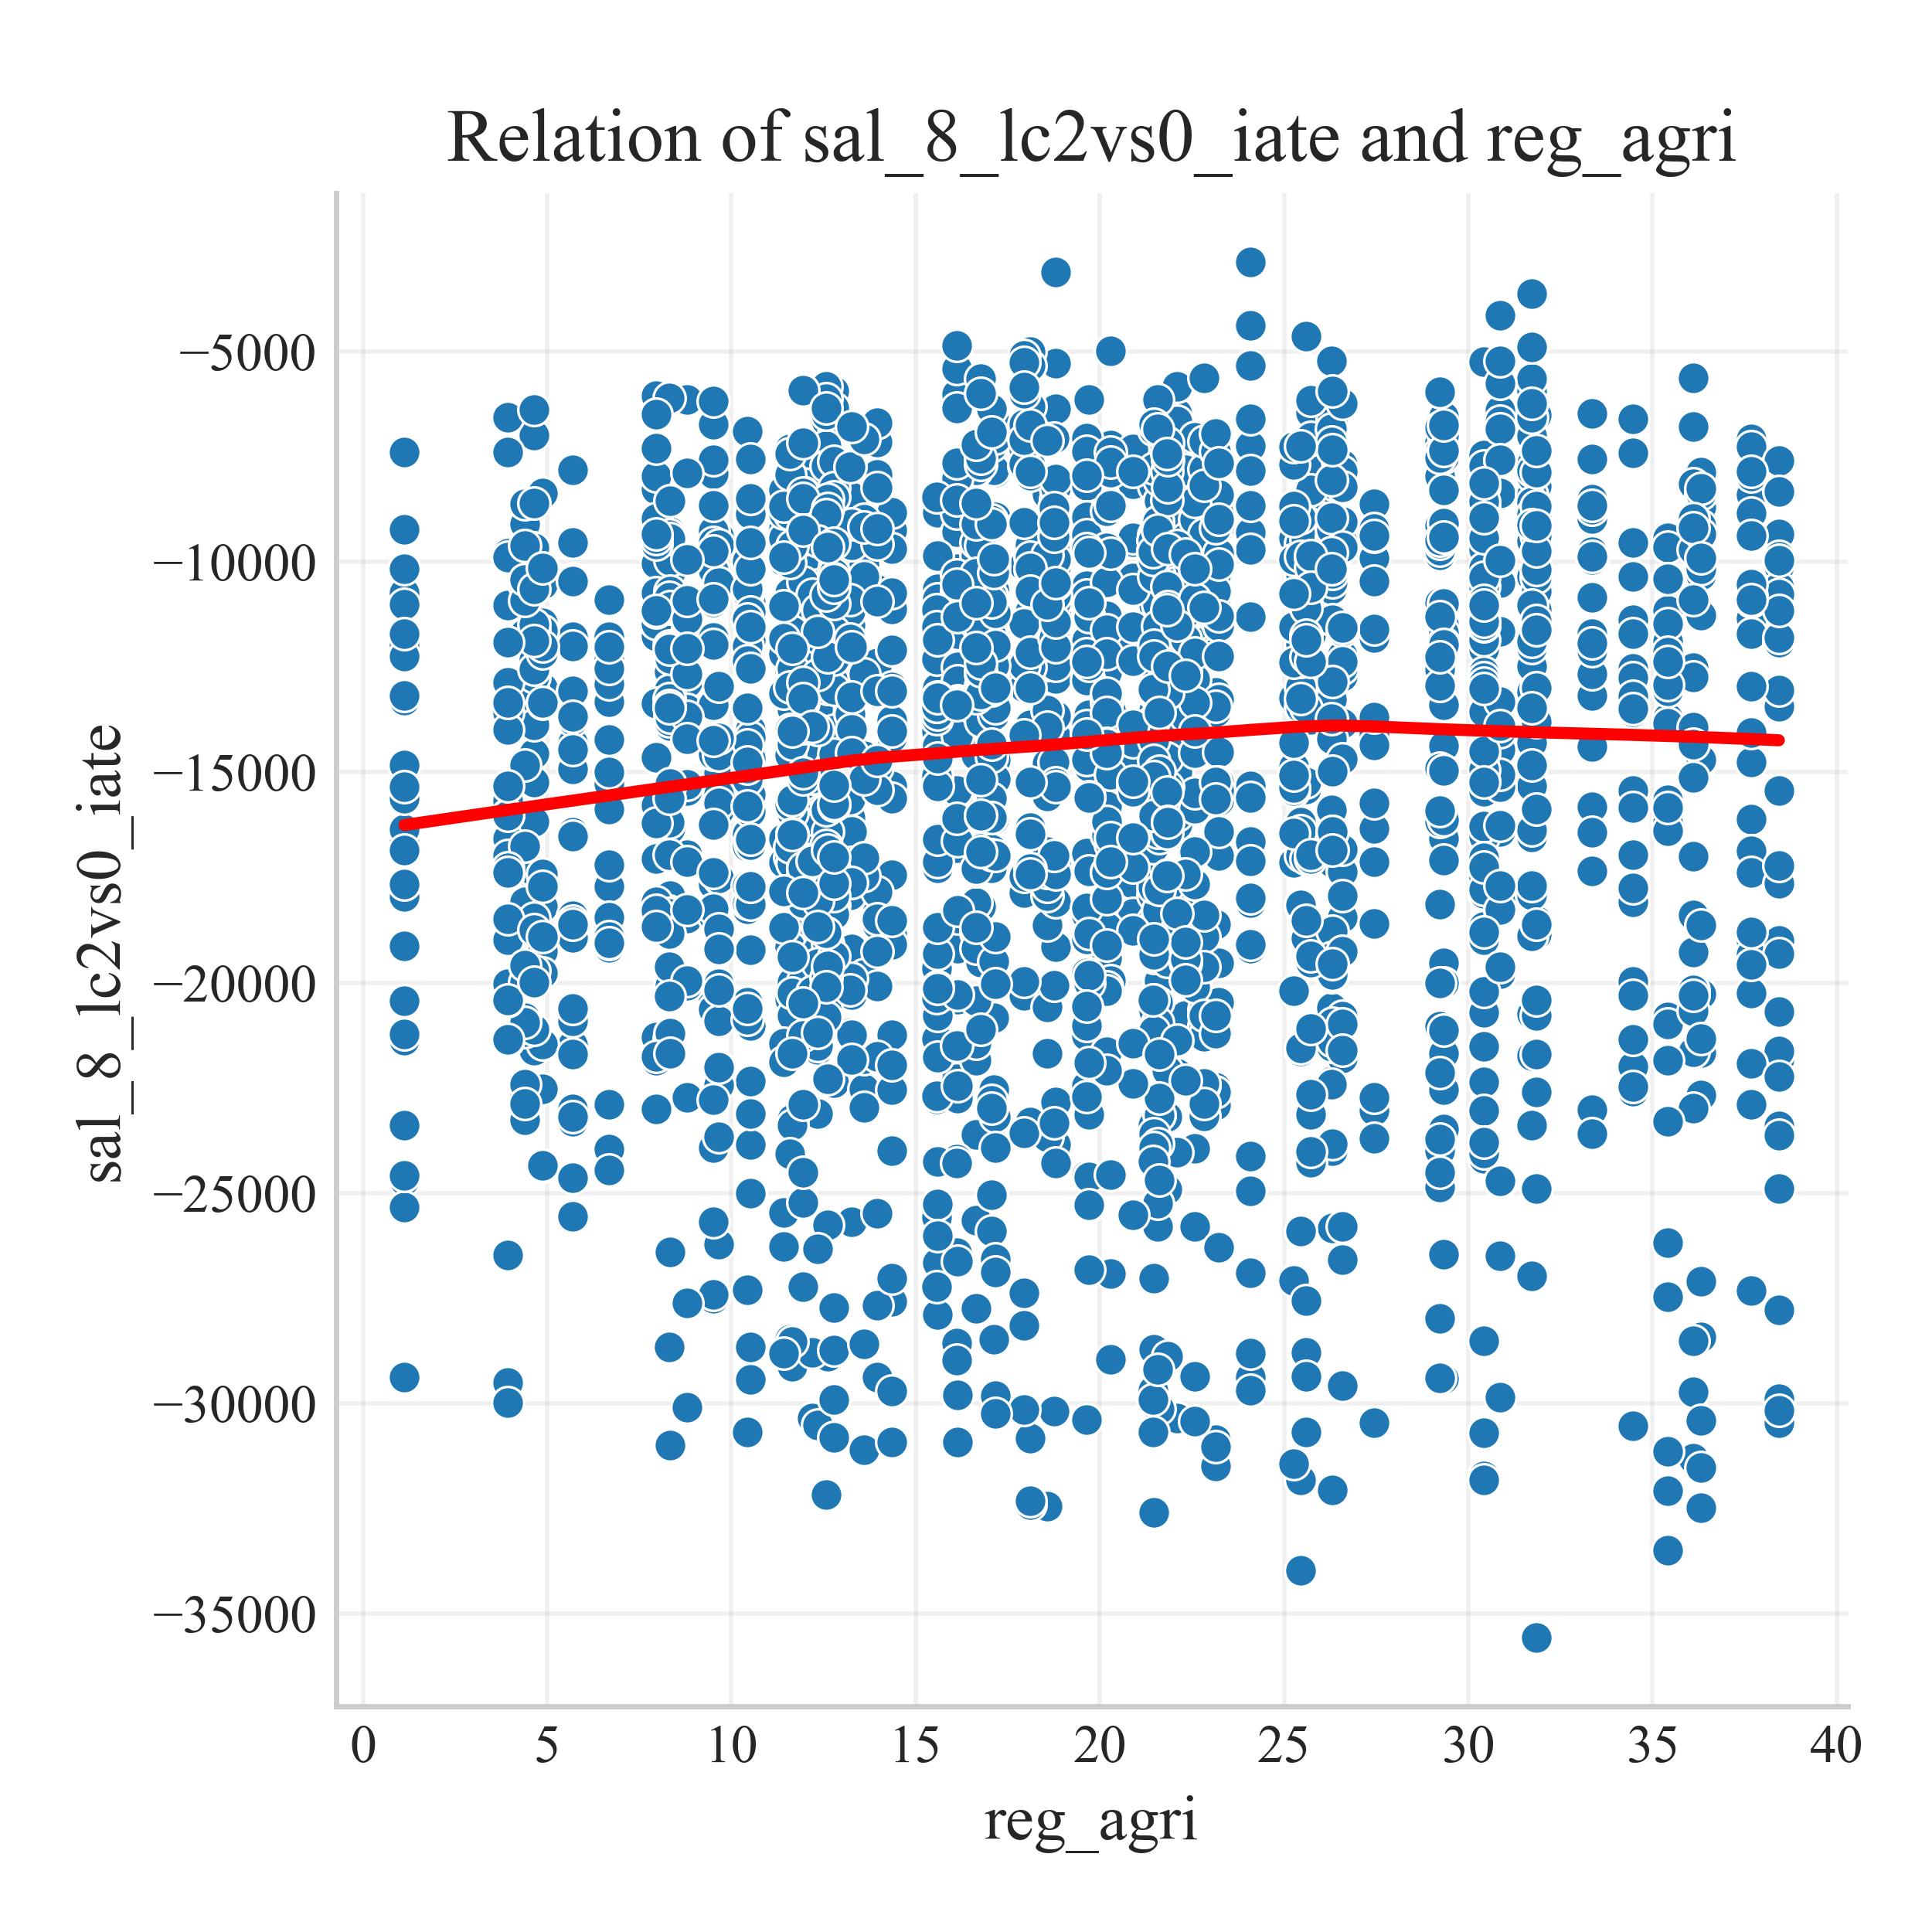 Relation of sal_8_lc2vs0_iate and reg_agri
sal_8_lc2vs0_iate
−5000
−10000
−15000
−20000
−25000
−30000
−35000
0 5 10 15 20 25 30 35 40
reg_agri